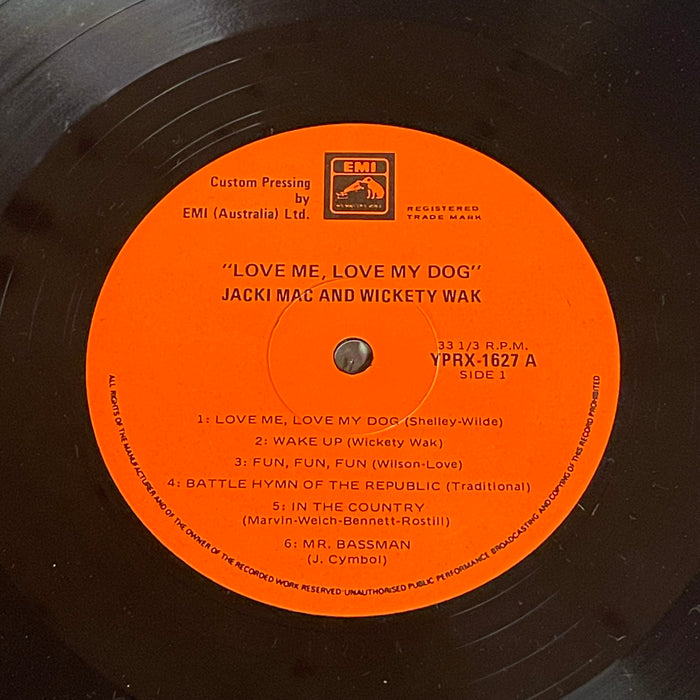 Custom Pressing
by
EMI (Australia) Ltd.
EMI
REGISTERED
TRADE MARK
"LOVE ME, LOVE MY DOG"
JACKI MAC AND WICKETY WAK
33 1/3 R.P.M.
YPRX-1627 A
SIDE 1
1: LOVE ME, LOVE MY DOG (Shelley-Wilde)
2: WAKE UP (Wickety Wak)
3: FUN, FUN, FUN (Wilson-Love)
4: BATTLE HYMN OF THE REPUBLIC (Traditional)
5: IN THE COUNTRY
(Marvin-Welch-Bennett-Rostill)
6: MR. BASSMAN
(J. Cymbol)
ALL RIGHTS OF THE MANUFACTURER AND OF THE OWNER OF THE RECORDED WORK RESERVED·UNAUTHORISED PUBLIC PERFORMANCE BROADCASTING AND COPYING OF THIS RECORD PROHIBITED